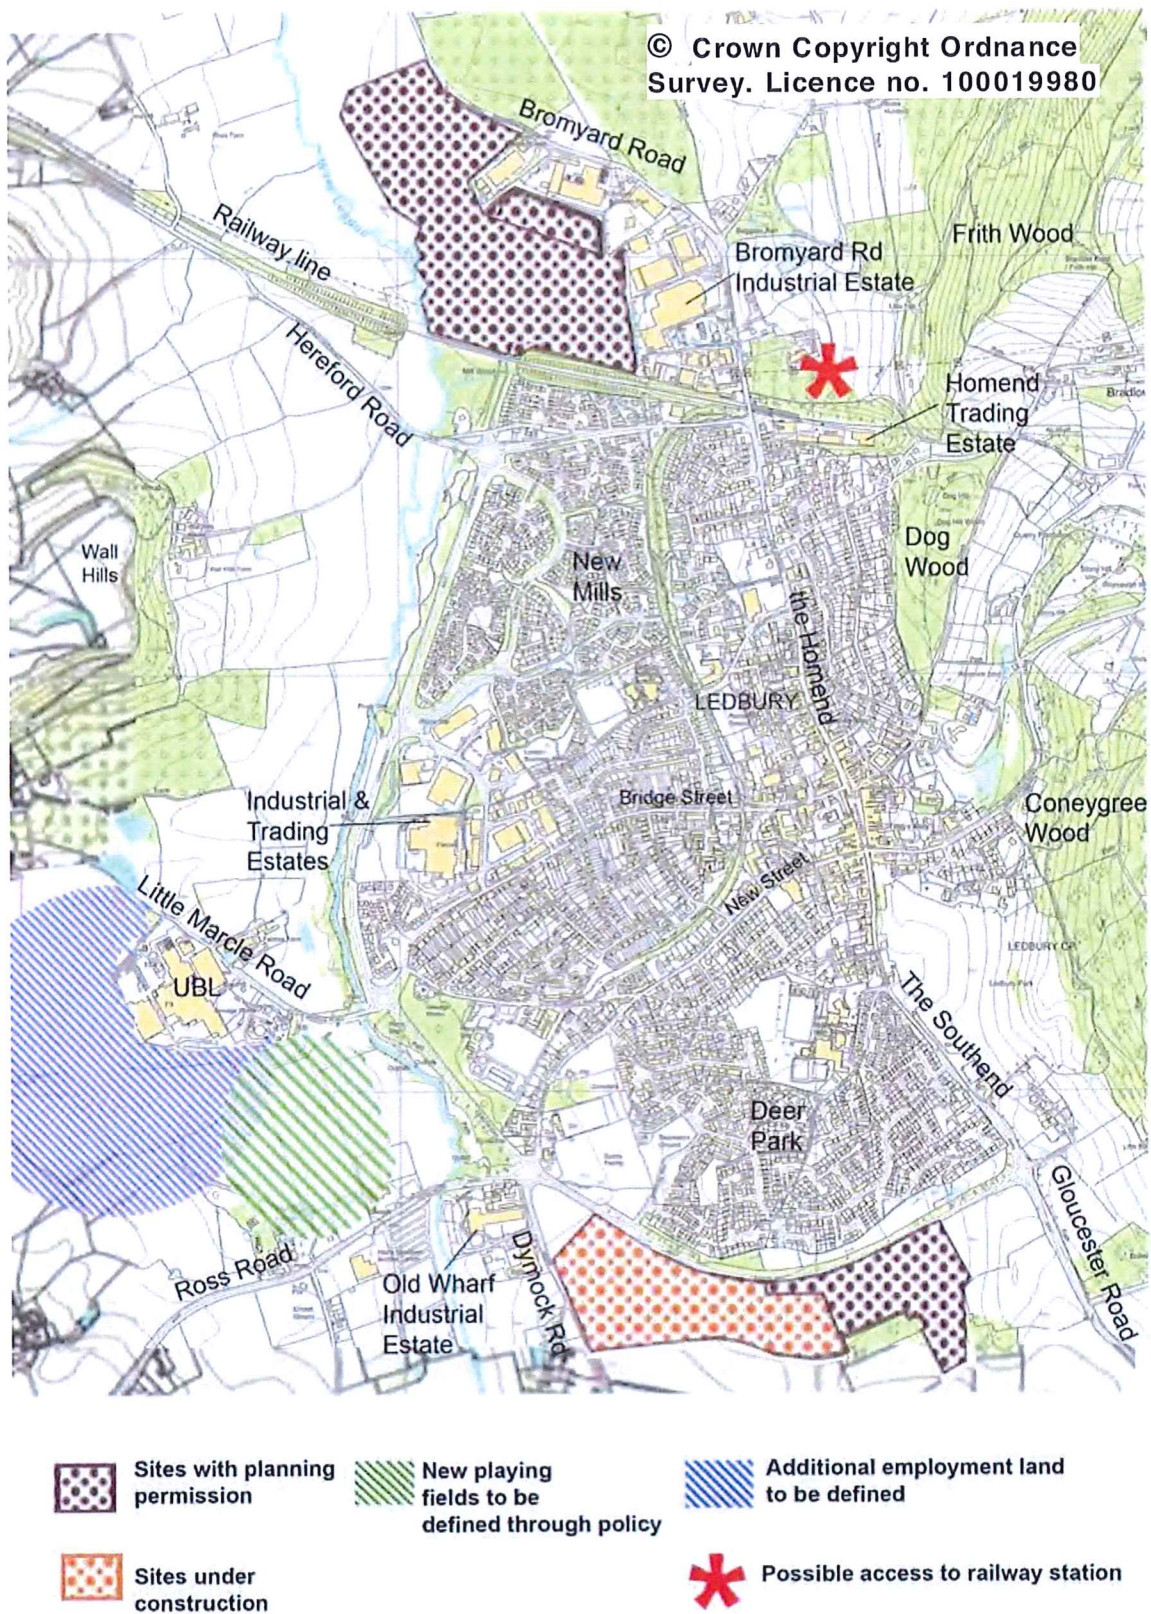 © Crown Copyright Ordnance
Survey. Licence no. 100019980
Bromyard Road
Railway line
Frith Wood
Bromyard Rd
Industrial Estate
Hereford Road
Homend
Trading
Estate
Wall
Hills
New
Mills
Dog
Wood
the Homend
LEDBURY
Bridge Street
Industrial &
Trading
Estates
Coneygree
Wood
New Street
Little Marcle Road
UBL
LEDBURY CP
The Southend
Deer
Park
Gloucester Road
Ross Road
Dymock Rd
Old Wharf
Industrial
Estate
Sites with planning
permission
New playing
fields to be
defined through policy
Additional employment land
to be defined
Sites under
construction
Possible access to railway station